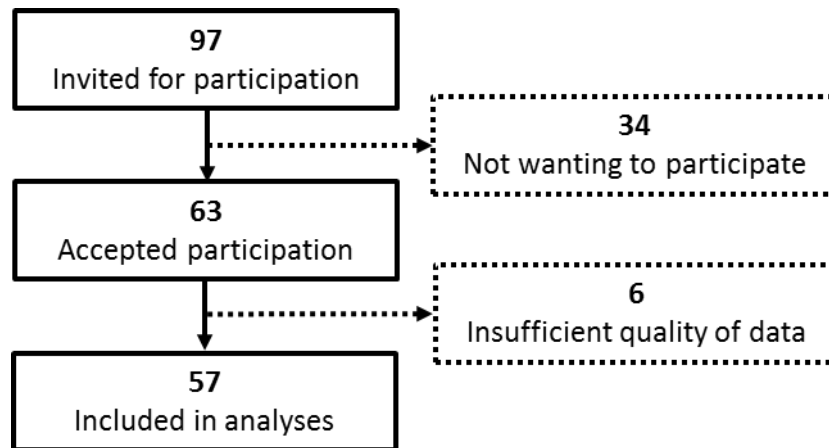 97
Invited for participation
34
Not wanting to participate
63
Accepted participation
6
Insufficient quality of data
57
Included in analyses